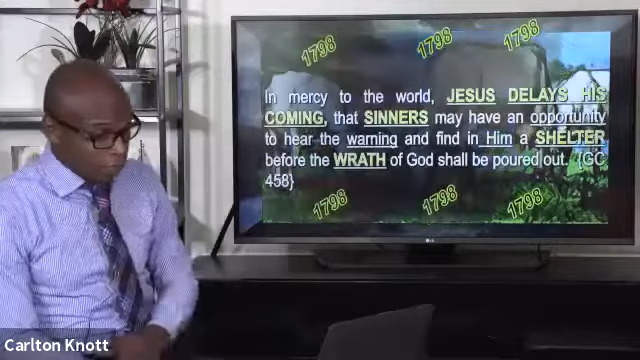 1798 1798 1798
In mercy to the world, JESUS DELAYS HIS
COMING, that SINNERS may have an opportunity
to hear the warning and find in Him a SHELTER
before the WRATH of God shall be poured out. {GC
458}
1798 1798 1798
LG
Carlton Knott